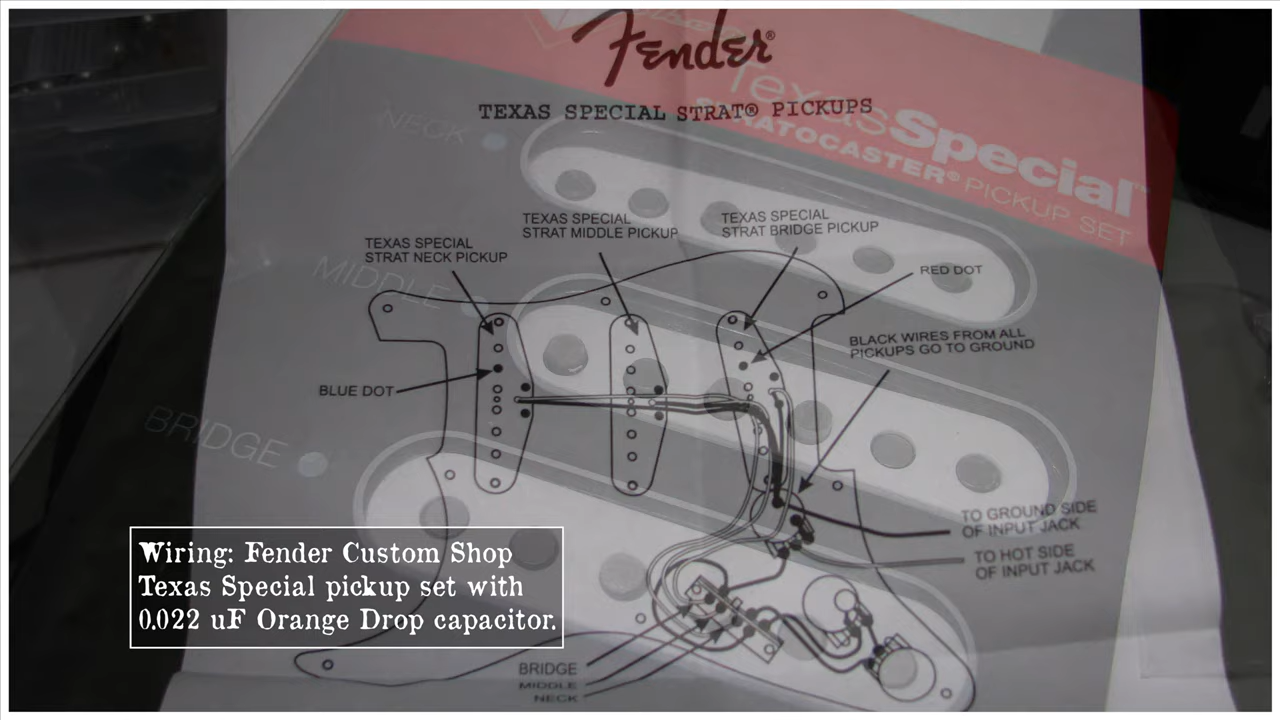 Fender®
TEXAS SPECIAL STRAT® PICKUPS
Texas
TexasSpecial™
STRATOCASTER® PICKUP SET
NECK
MIDDLE
BRIDGE
TEXAS SPECIAL
STRAT NECK PICKUP
TEXAS SPECIAL
STRAT MIDDLE PICKUP
TEXAS SPECIAL
STRAT BRIDGE PICKUP
RED DOT
BLACK WIRES FROM ALL
PICKUPS GO TO GROUND
BLUE DOT
TO GROUND SIDE
OF INPUT JACK
TO HOT SIDE
OF INPUT JACK
BRIDGE
MIDDLE
NECK
Wiring: Fender Custom Shop
Texas Special pickup set with
0.022 uF Orange Drop capacitor.